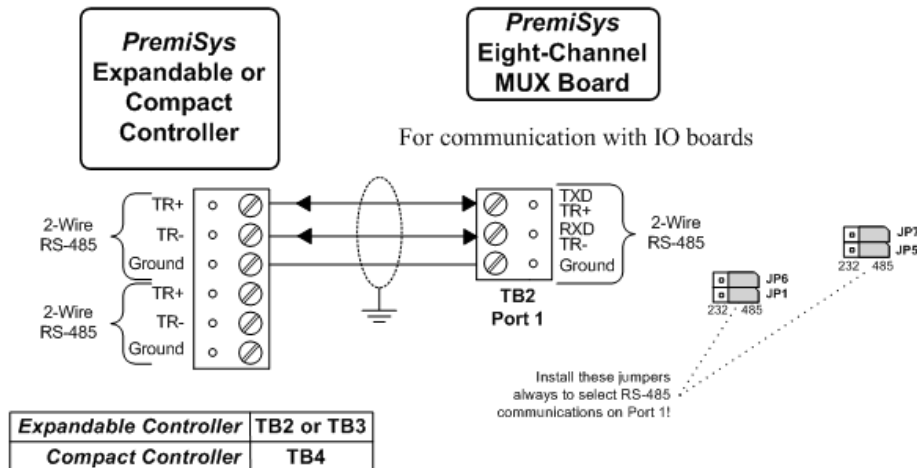 PremiSys
Expandable or
Compact
Controller
PremiSys
Eight-Channel
MUX Board
For communication with IO boards
2-Wire
RS-485
TR+
TR-
Ground
2-Wire
RS-485
TR+
TR-
Ground
TXD
TR+
RXD
TR-
Ground
2-Wire
RS-485
TB2
Port 1
JP7
JP5
232 485
JP6
JP1
232 485
Install these jumpers
always to select RS-485
communications on Port 1!
Expandable Controller TB2 or TB3
Compact Controller TB4